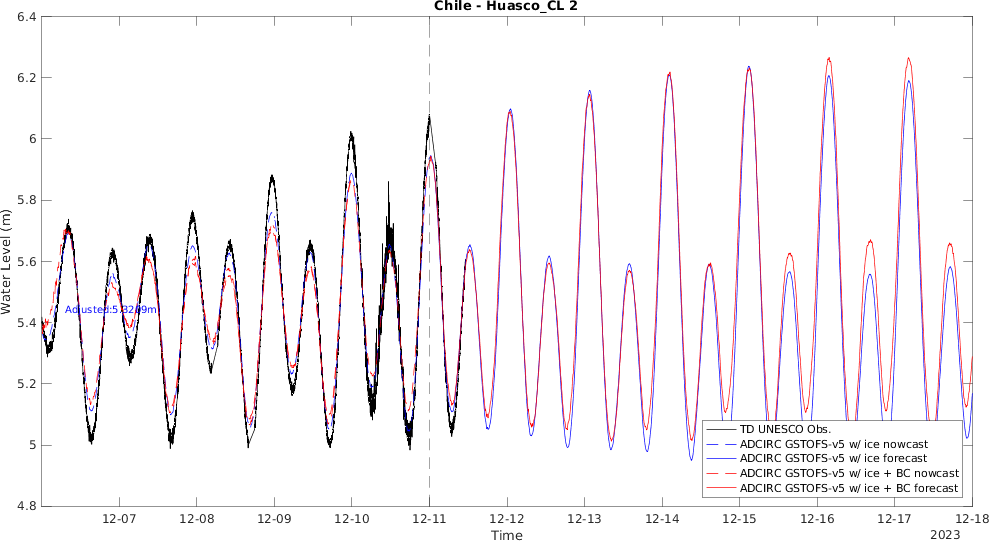 Chile - Huasco_CL 2
6.4
6.2
6
5.8
5.6
5.4
5.2
5
4.8
Water Level (m)
TD UNESCO Obs.
ADCIRC GSTOFS-v5 w/ ice nowcast
ADCIRC GSTOFS-v5 w/ ice forecast
ADCIRC GSTOFS-v5 w/ ice + BC nowcast
ADCIRC GSTOFS-v5 w/ ice + BC forecast
12-07 12-08 12-09 12-10 12-11 12-12 12-13 12-14 12-15 12-16 12-17 12-18
Time
2023